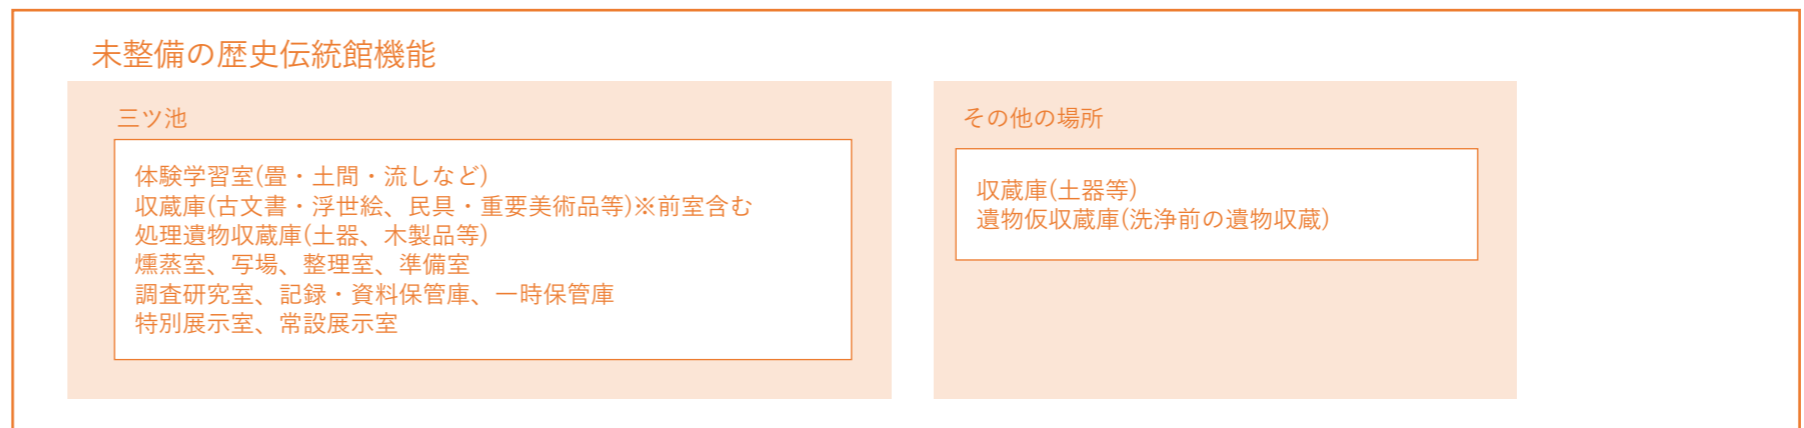 未整備の歴史伝統館機能
三ツ池
体験学習室(畳・土間・流しなど)
収蔵庫(古文書・浮世絵、民具・重要美術品等)※前室含む
処理遺物収蔵庫(土器、木製品等)
燻蒸室、写場、整理室、準備室
調査研究室、記録・資料保管庫、一時保管庫
特別展示室、常設展示室
その他の場所
収蔵庫(土器等)
遺物仮収蔵庫(洗浄前の遺物収蔵)